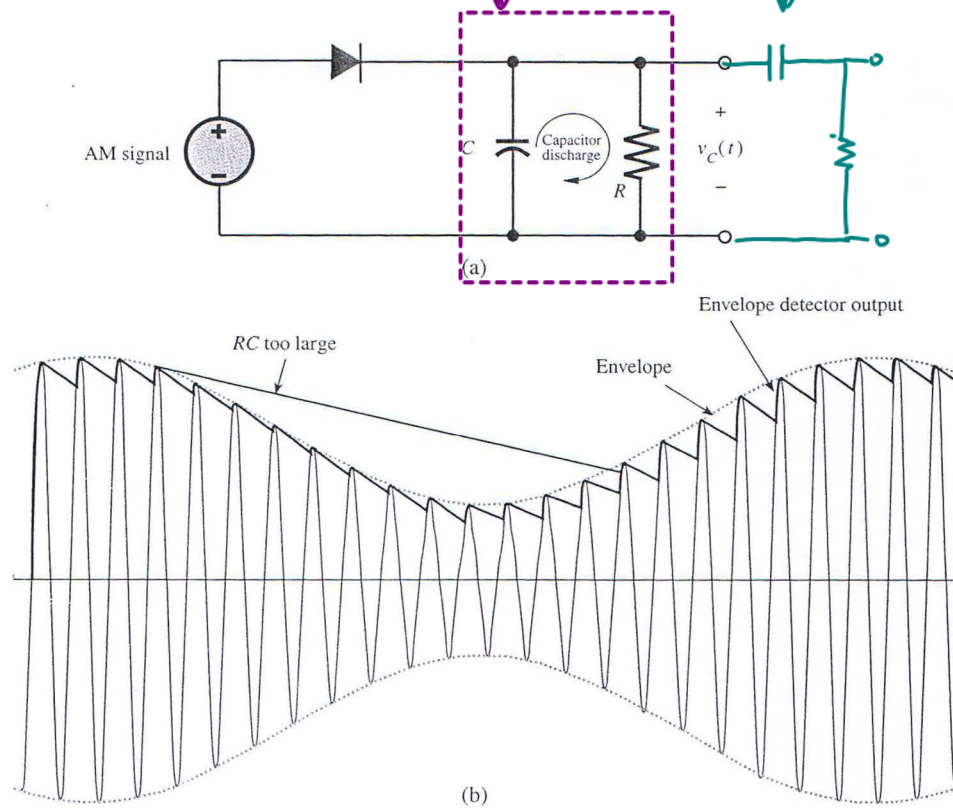 AM signal
+
−
C
Capacitor
discharge
R
+
v_C(t)
−
(a)
Envelope detector output
RC too large
Envelope
(b)